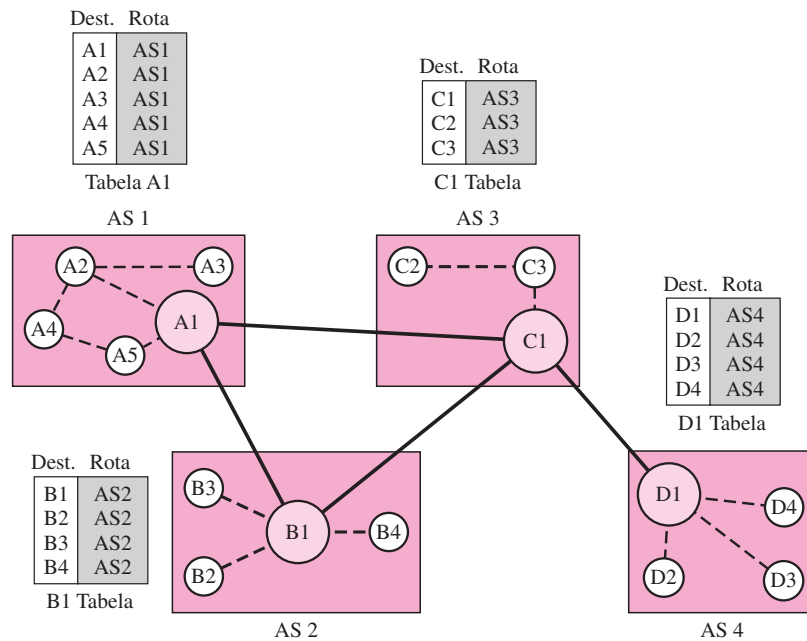 Dest. Rota
A1 AS1
A2 AS1
A3 AS1
A4 AS1
A5 AS1
Tabela A1
Dest. Rota
C1 AS3
C2 AS3
C3 AS3
C1 Tabela
AS 1
A2
A3
A4
A5
A1
AS 3
C2
C3
C1
Dest. Rota
D1 AS4
D2 AS4
D3 AS4
D4 AS4
D1 Tabela
Dest. Rota
B1 AS2
B2 AS2
B3 AS2
B4 AS2
B1 Tabela
B3
B1
B4
B2
AS 2
D1
D4
D2
D3
AS 4